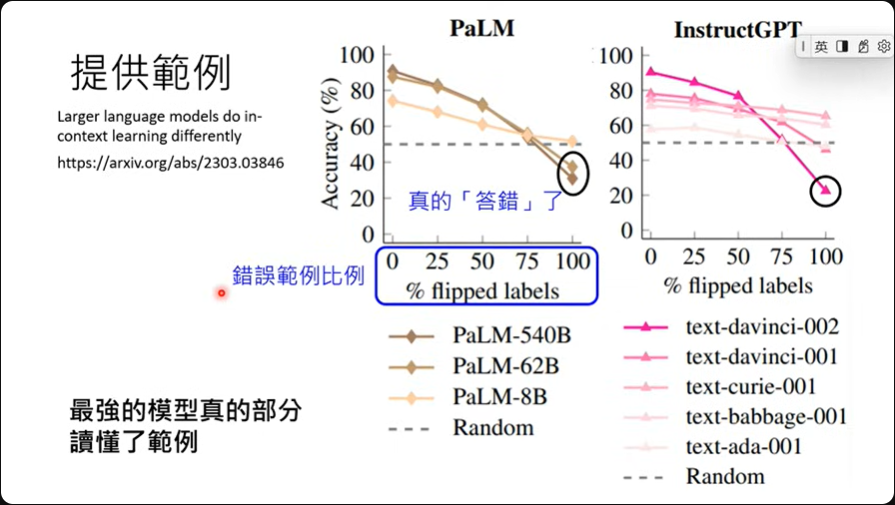 提供範例
Larger language models do in-
context learning differently
https://arxiv.org/abs/2303.03846
PaLM
Accuracy (%)
100
80
60
40
20
0
真的「答錯」了
0 25 50 75 100
% flipped labels
錯誤範例比例
PaLM-540B
PaLM-62B
PaLM-8B
Random
InstructGPT
英
100
80
60
40
20
0
0 25 50 75 100
% flipped labels
text-davinci-002
text-davinci-001
text-curie-001
text-babbage-001
text-ada-001
Random
最強的模型真的部分
讀懂了範例